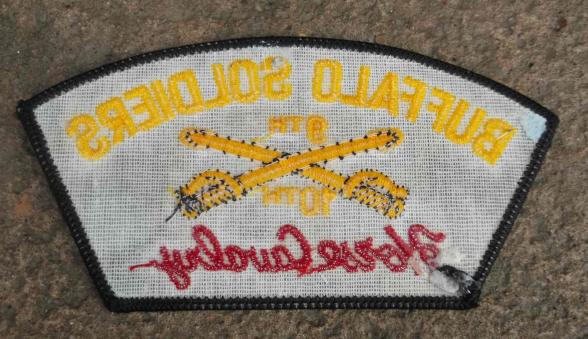 BUFFALO SOLDIERS
9TH
10TH
Horse Cavalry